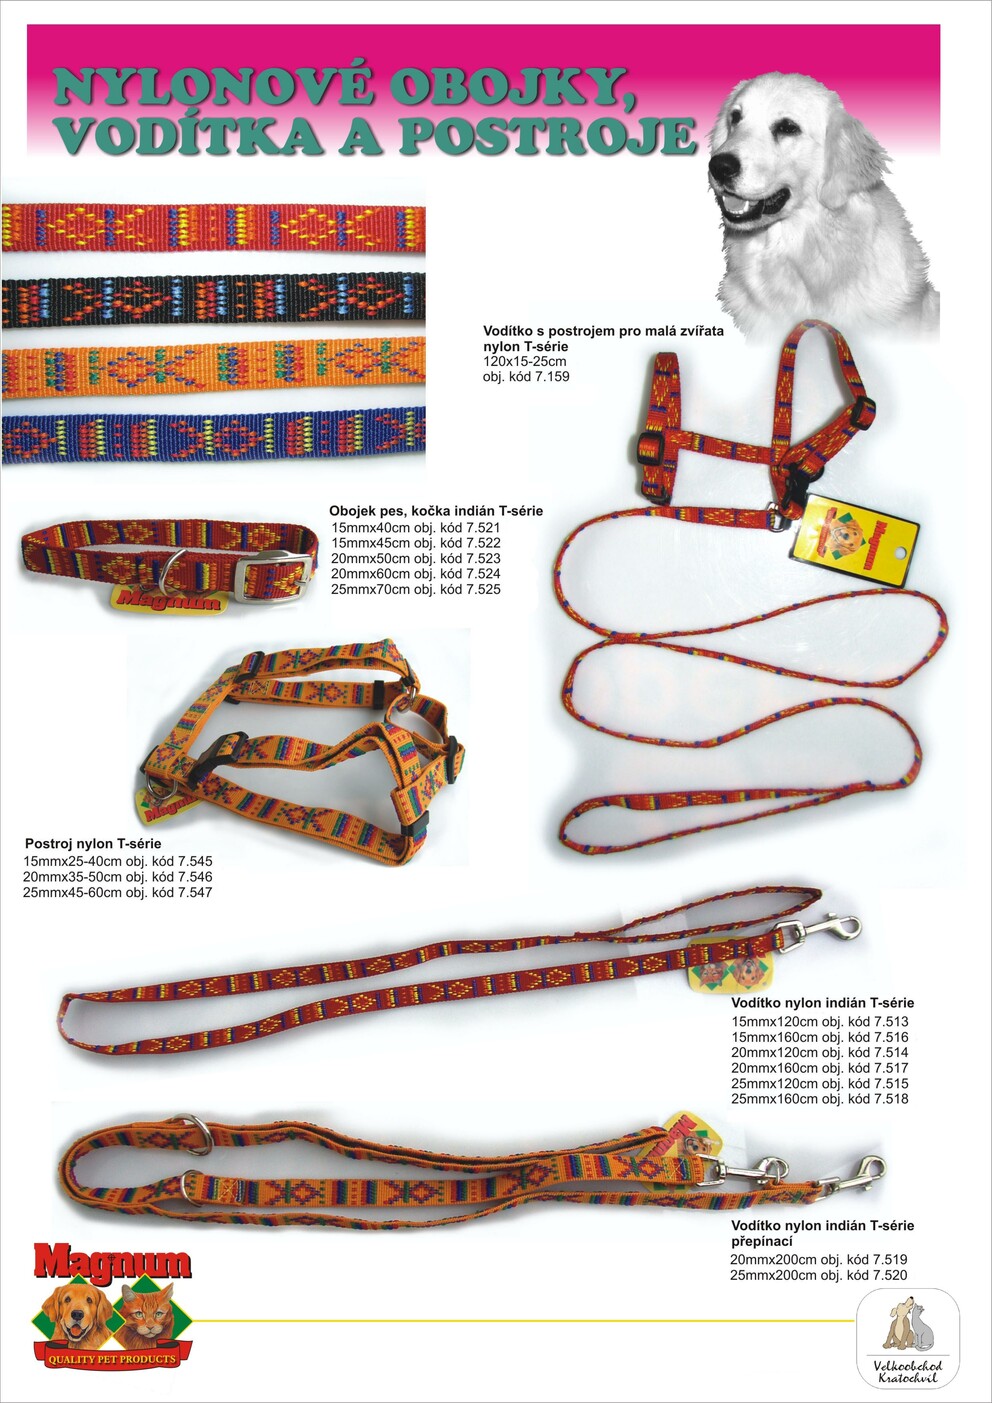 NYLONOVÉ OBOJKY,
VODÍTKA A POSTROJE
Vodítko s postrojem pro malá zvířata
nylon T-série
120x15-25cm
obj. kód 7.159
Obojek pes, kočka indián T-série
15mmx40cm obj. kód 7.521
15mmx45cm obj. kód 7.522
20mmx50cm obj. kód 7.523
20mmx60cm obj. kód 7.524
25mmx70cm obj. kód 7.525
Magnum
Magnum
Magnum
Postroj nylon T-série
15mmx25-40cm obj. kód 7.545
20mmx35-50cm obj. kód 7.546
25mmx45-60cm obj. kód 7.547
Vodítko nylon indián T-série
15mmx120cm obj. kód 7.513
15mmx160cm obj. kód 7.516
20mmx120cm obj. kód 7.514
20mmx160cm obj. kód 7.517
25mmx120cm obj. kód 7.515
25mmx160cm obj. kód 7.518
Vodítko nylon indián T-série
přepínací
20mmx200cm obj. kód 7.519
25mmx200cm obj. kód 7.520
Magnum
QUALITY PET PRODUCTS
Velkoobchod
Kratochvíl